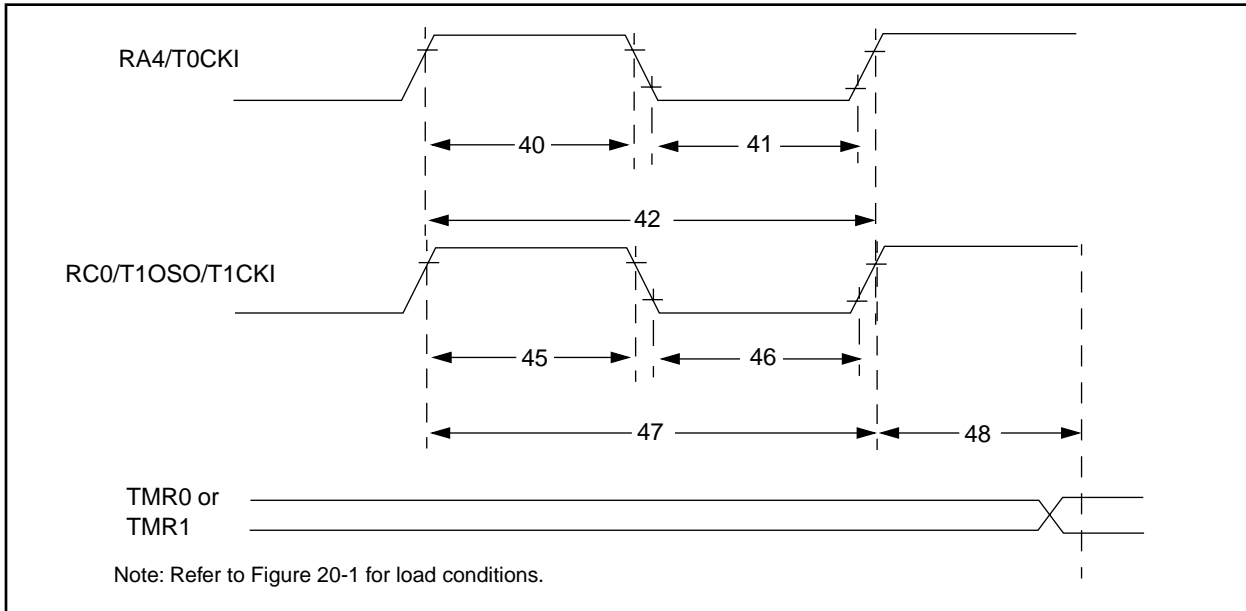 RA4/T0CKI
40
41
42
RC0/T1OSO/T1CKI
45
46
47
48
TMR0 or
TMR1
Note: Refer to Figure 20-1 for load conditions.